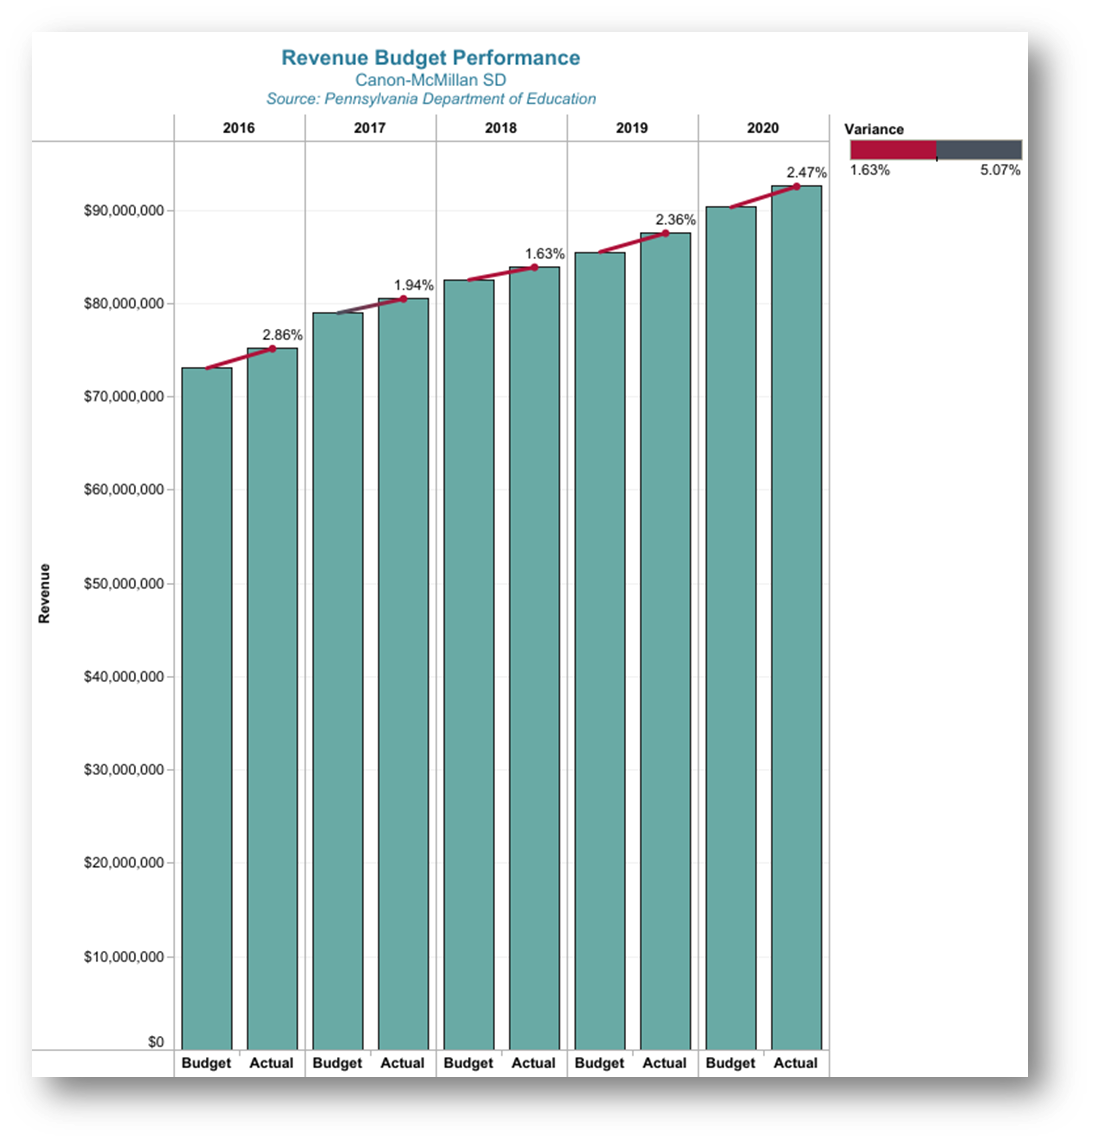 Revenue Budget Performance
Canon-McMillan SD
Source: Pennsylvania Department of Education
2016 2017 2018 2019 2020
Variance
1.63% 5.07%
2.47%
2.36%
1.63%
1.94%
2.86%
$90,000,000
$80,000,000
$70,000,000
$60,000,000
$50,000,000
$40,000,000
$30,000,000
$20,000,000
$10,000,000
$0
Revenue
Budget Actual Budget Actual Budget Actual Budget Actual Budget Actual